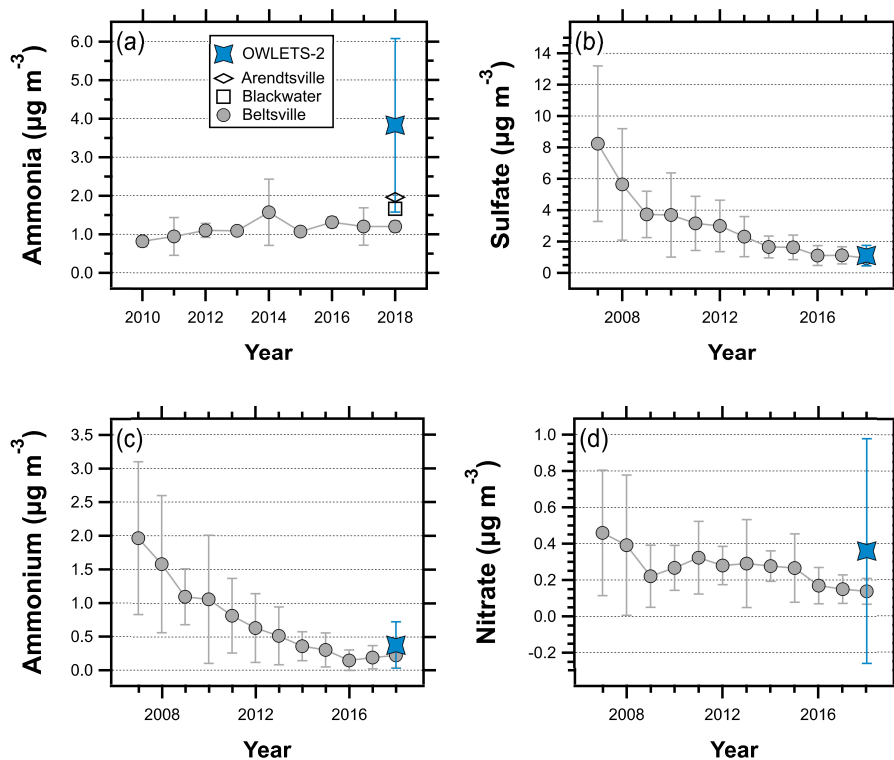 (a)
OWLETS-2
Arendtsville
Blackwater
Beltsville
Ammonia (µg m⁻³)
6.0
5.0
4.0
3.0
2.0
1.0
0.0
2010 2012 2014 2016 2018
Year
(b)
Sulfate (µg m⁻³)
14
12
10
8
6
4
2
0
2008 2012 2016
Year
(c)
Ammonium (µg m⁻³)
3.5
3.0
2.5
2.0
1.5
1.0
0.5
0.0
2008 2012 2016
Year
(d)
Nitrate (µg m⁻³)
1.0
0.8
0.6
0.4
0.2
0.0
-0.2
2008 2012 2016
Year